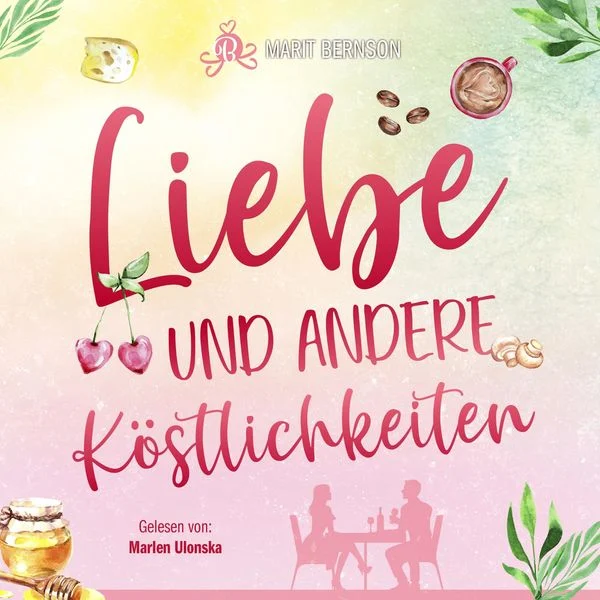 B MARIT BERNSON
Liebe
UND ANDERE
Köstlichkeiten
Gelesen von:
Marlen Ulonska